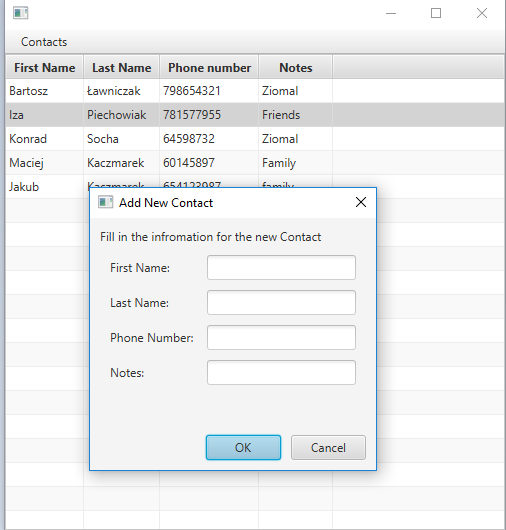 Contacts
First Name Last Name Phone number Notes
Bartosz Ławniczak 798654321 Ziomal
Iza Piechowiak 781577955 Friends
Konrad Socha 64598732 Ziomal
Maciej Kaczmarek 60145897 Family
Jakub Kaczmarek 654123987 family
Add New Contact
Fill in the infromation for the new Contact
First Name:
Last Name:
Phone Number:
Notes:
OK Cancel